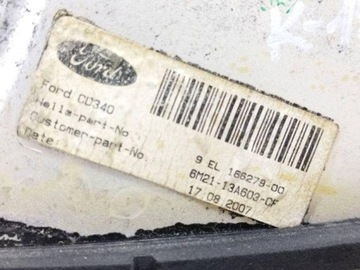 Ford
Ford CD340
Hella-part-No
Customer-part-No
Date:
9 EL 166279-00
6M21-13A603-CF
17.08.2007